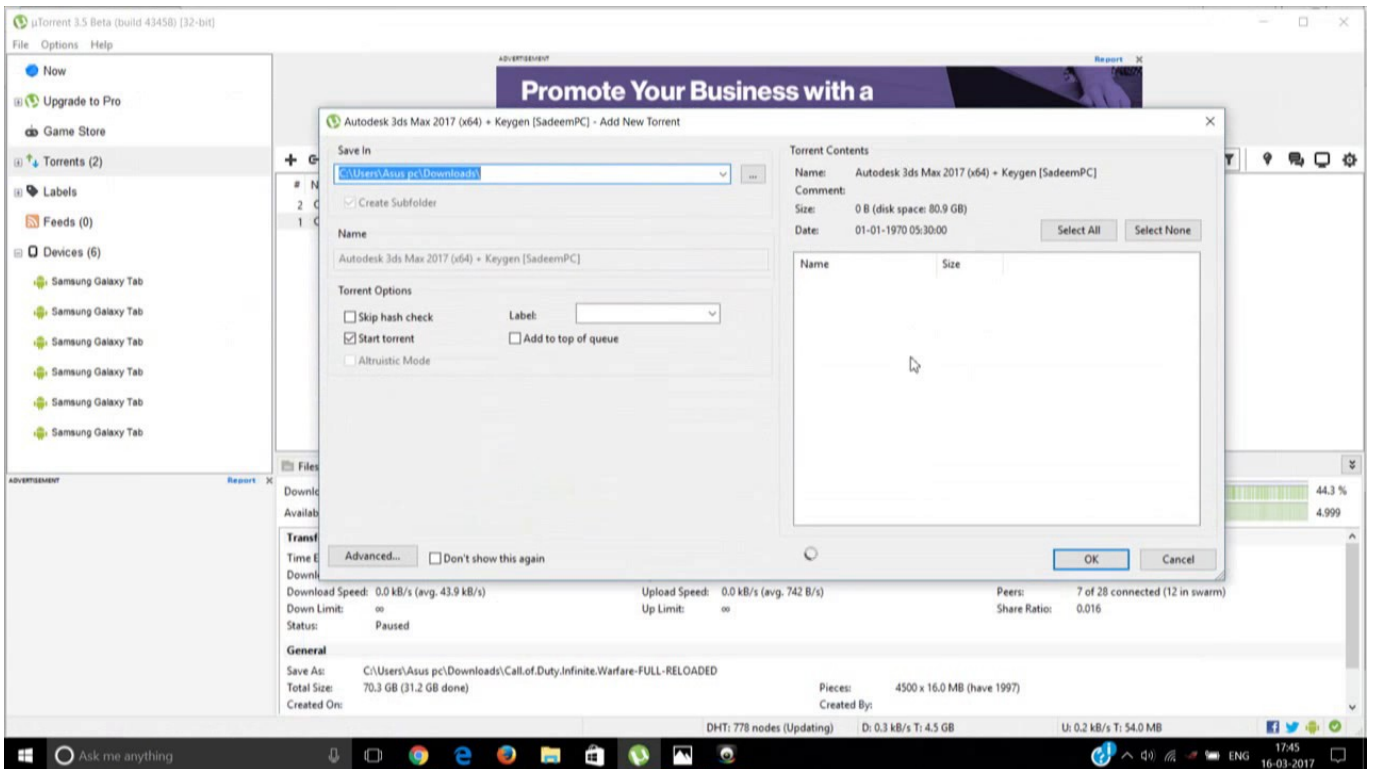 µTorrent 3.5 Beta (build 43458) [32-bit]
File Options Help
Now
Upgrade to Pro
Game Store
Torrents (2)
Labels
Feeds (0)
Devices (6)
Samsung Galaxy Tab
Samsung Galaxy Tab
Samsung Galaxy Tab
Samsung Galaxy Tab
Samsung Galaxy Tab
Samsung Galaxy Tab
ADVERTISEMENT Report
ADVERTISEMENT Report
Promote Your Business with a
Autodesk 3ds Max 2017 (x64) + Keygen [SadeemPC] - Add New Torrent
Save In
C:\Users\Asus pc\Downloads\
...
Create Subfolder
Name
Autodesk 3ds Max 2017 (x64) + Keygen [SadeemPC]
Torrent Options
Skip hash check Label:
Start torrent Add to top of queue
Altruistic Mode
Advanced... Don't show this again
Torrent Contents
Name: Autodesk 3ds Max 2017 (x64) + Keygen [SadeemPC]
Comment:
Size: 0 B (disk space: 80.9 GB)
Date: 01-01-1970 05:30:00 Select All Select None
Name Size
OK Cancel
# N
2 C
1 C
Files
Downlo
Availab
44.3 %
4.999
Transf
Time E
Downl
Download Speed: 0.0 kB/s (avg. 43.9 kB/s) Upload Speed: 0.0 kB/s (avg. 742 B/s) Peers: 7 of 28 connected (12 in swarm)
Down Limit: ∞ Up Limit: ∞ Share Ratio: 0.016
Status: Paused
General
Save As: C:\Users\Asus pc\Downloads\Call.of.Duty.Infinite.Warfare-FULL-RELOADED
Total Size: 70.3 GB (31.2 GB done) Pieces: 4500 x 16.0 MB (have 1997)
Created On: Created By:
DHT: 778 nodes (Updating) D: 0.3 kB/s T: 4.5 GB U: 0.2 kB/s T: 54.0 MB
Ask me anything
ENG
17:45
16-03-2017